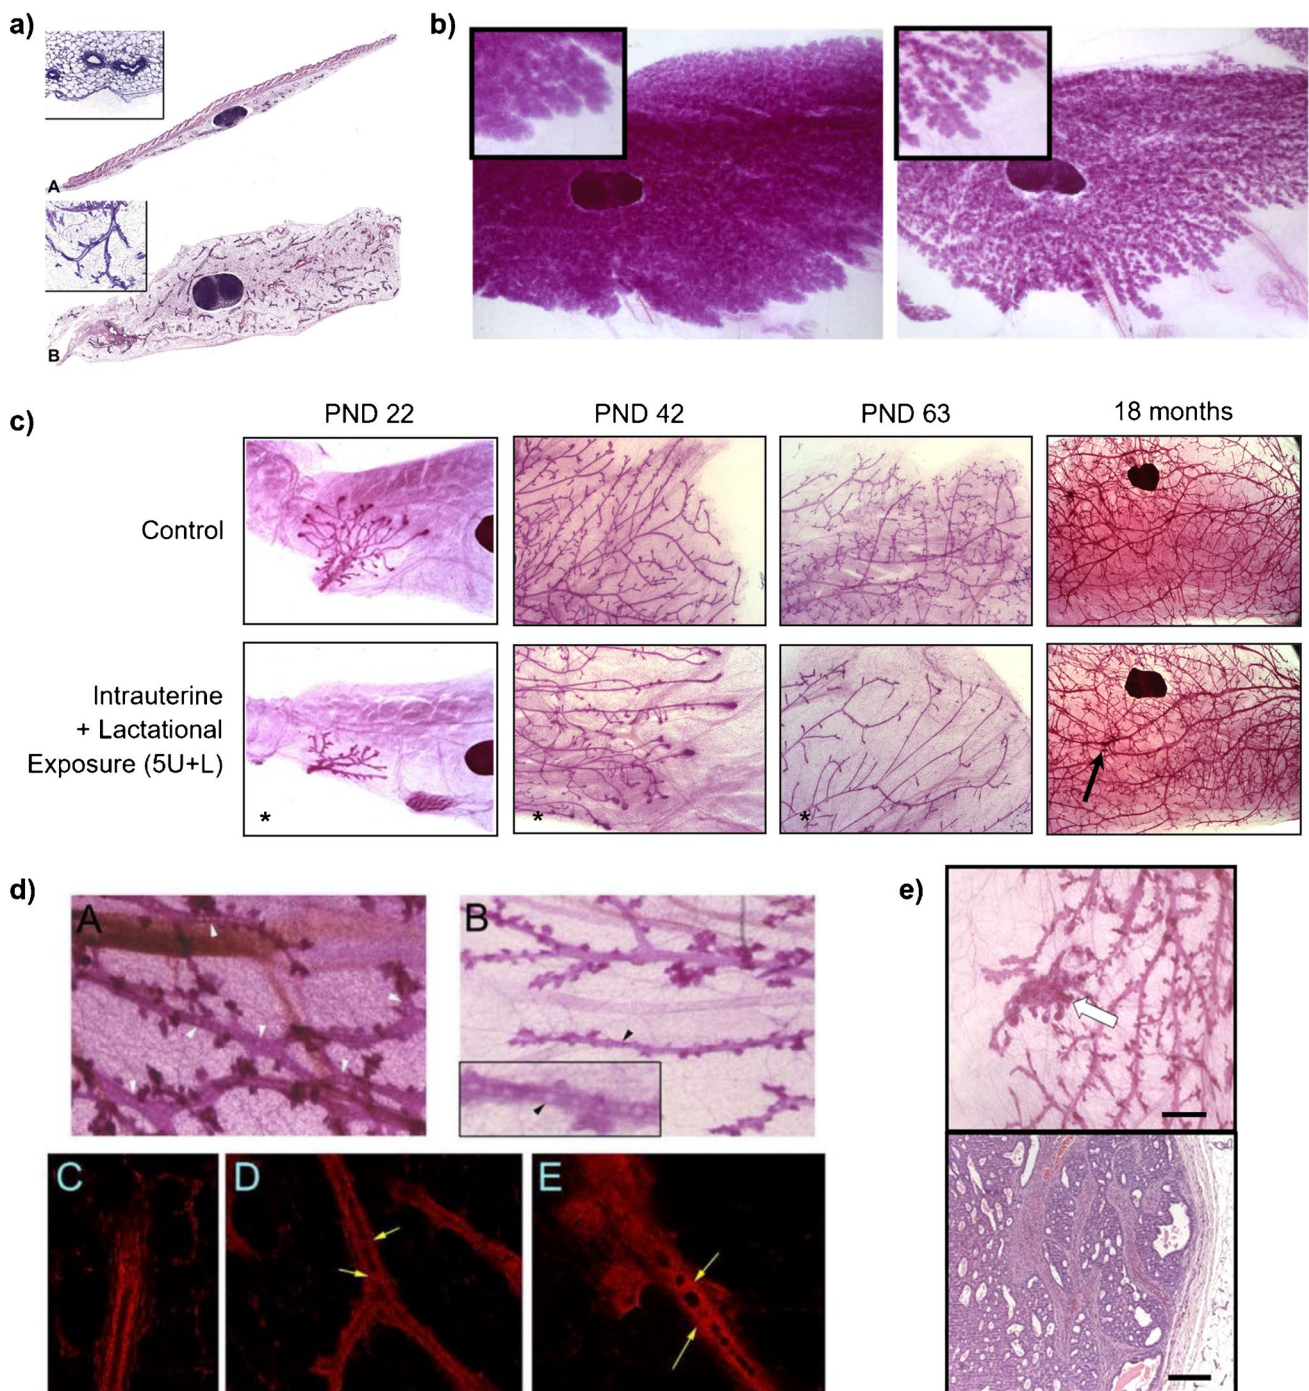 a)
A
B
b)
c)
PND 22
PND 42
PND 63
18 months
Control
Intrauterine
+ Lactational
Exposure (5U+L)
*
*
*
d)
A
B
C
D
E
e)